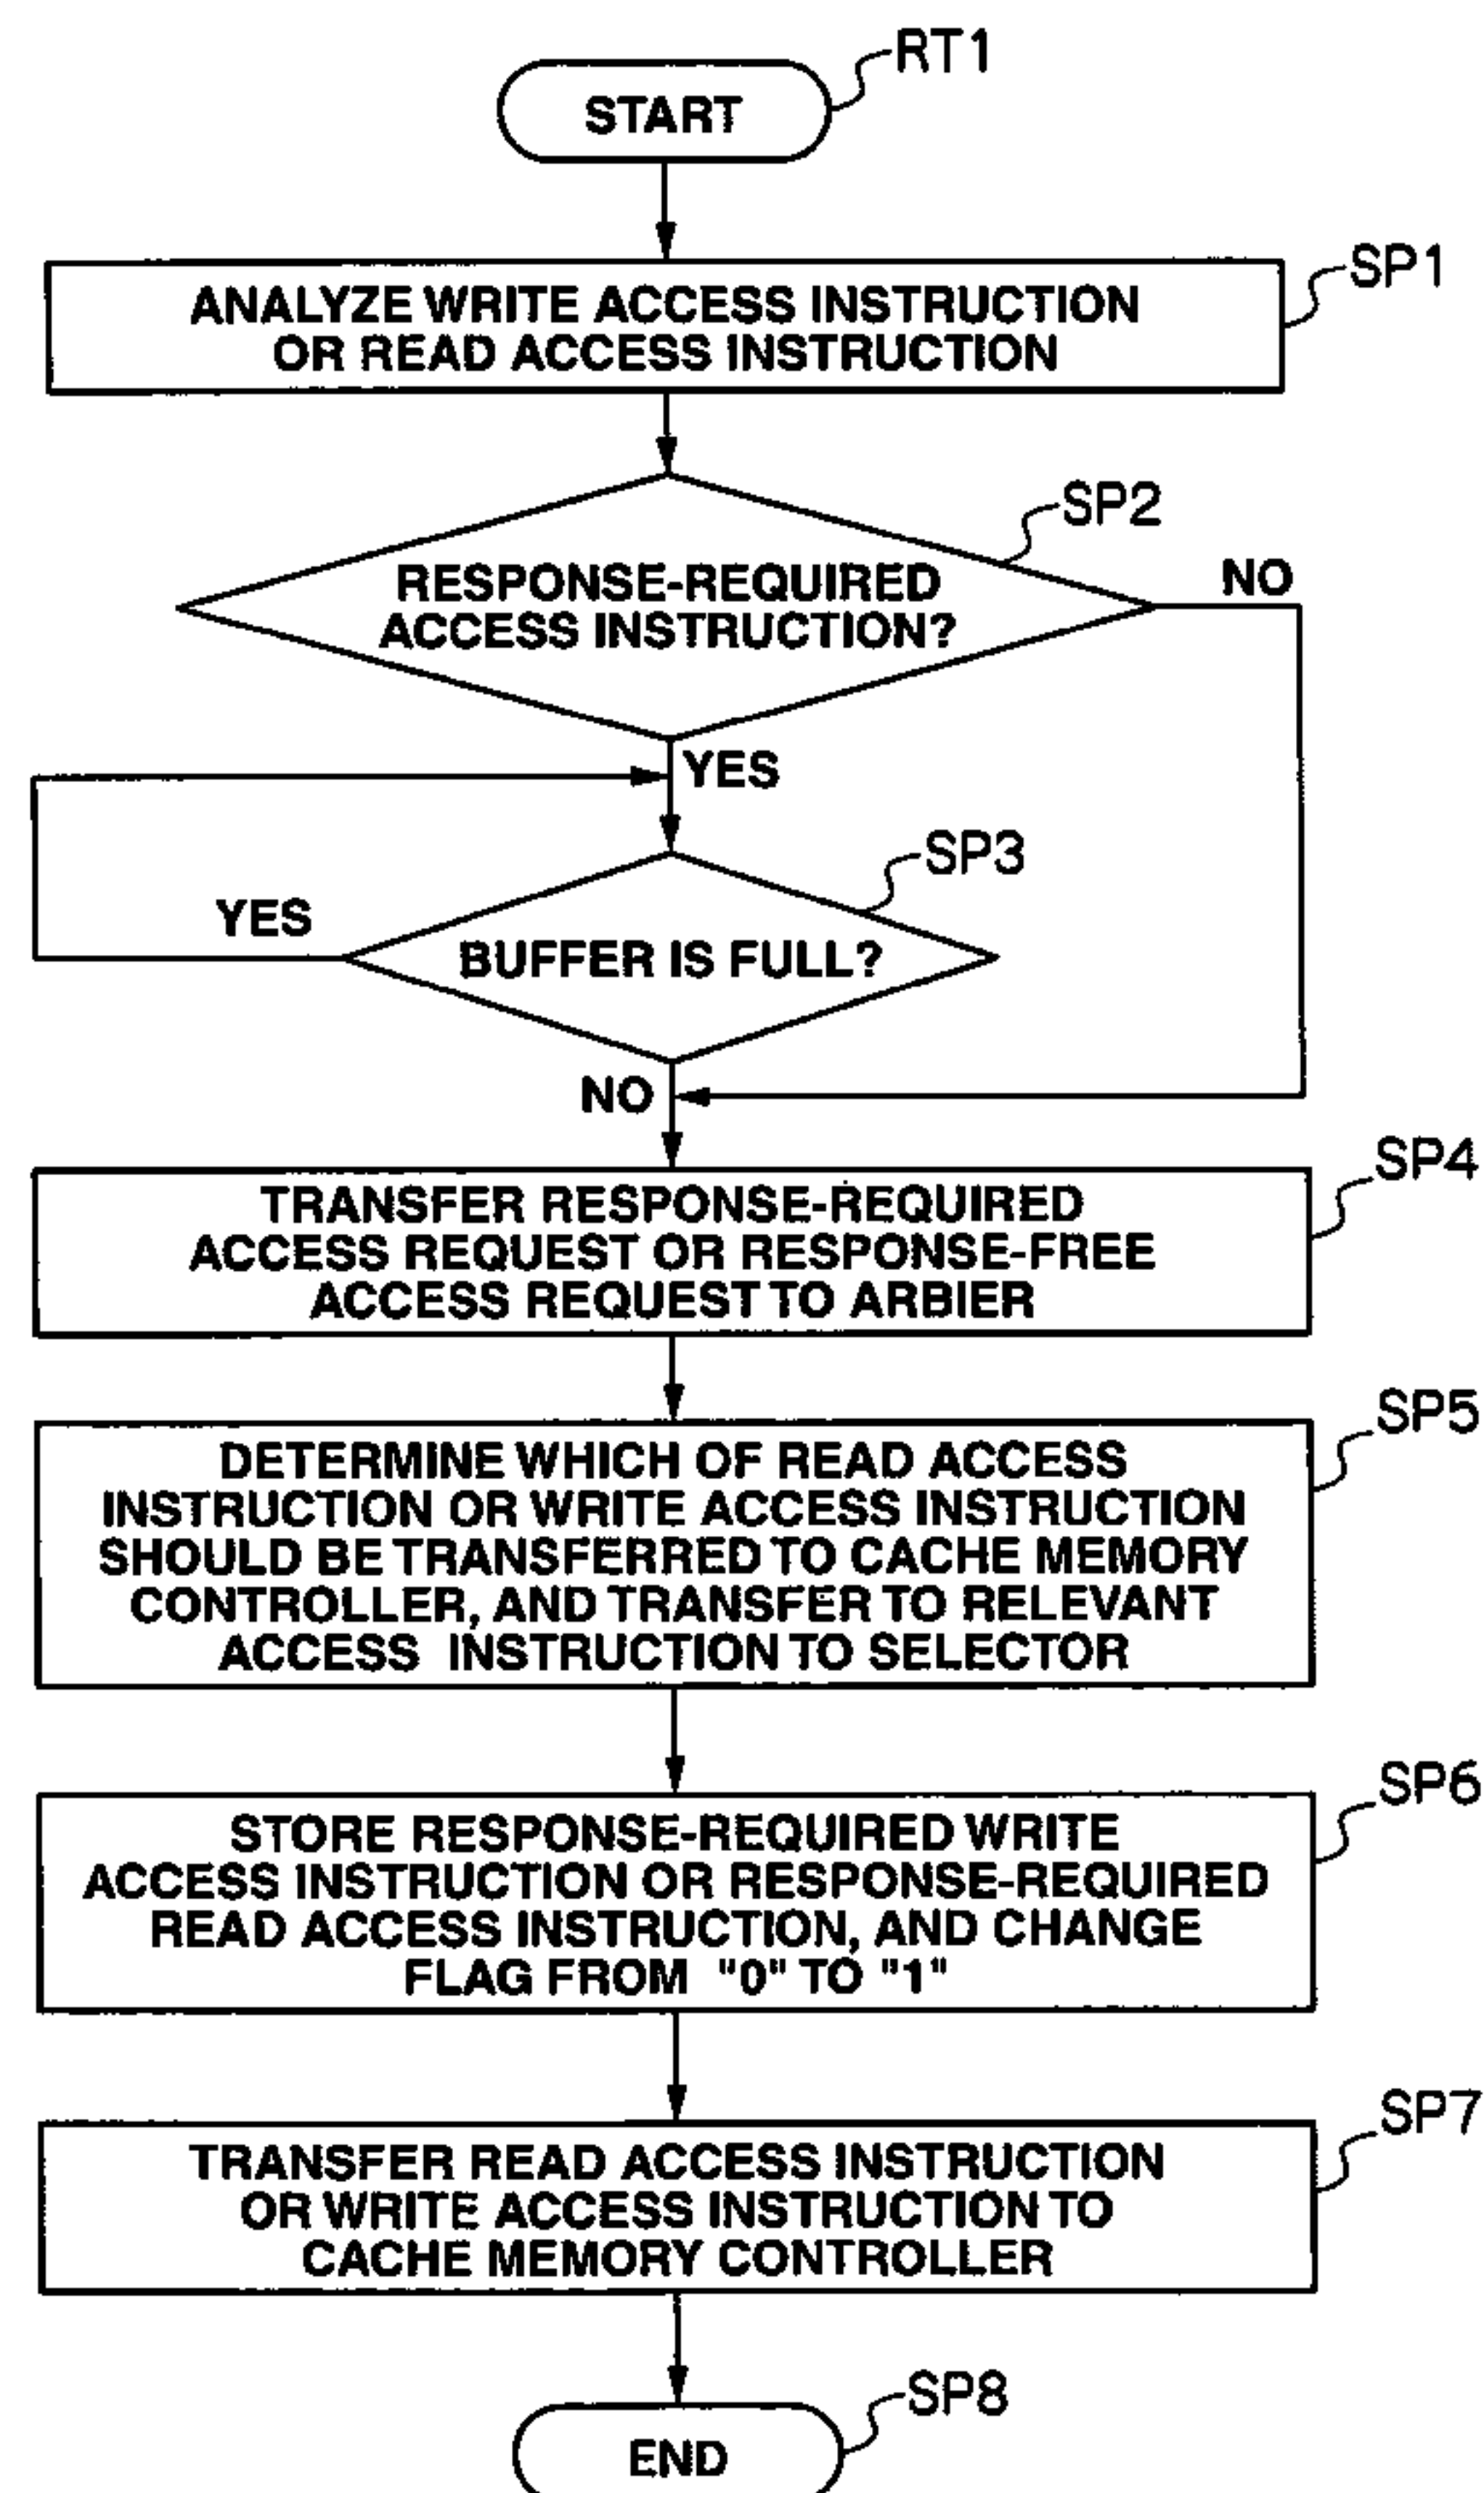 RT1
START
SP1
ANALYZE WRITE ACCESS INSTRUCTION
OR READ ACCESS INSTRUCTION
SP2
RESPONSE-REQUIRED
ACCESS INSTRUCTION?
NO
YES
SP3
YES
BUFFER IS FULL?
NO
SP4
TRANSFER RESPONSE-REQUIRED
ACCESS REQUEST OR RESPONSE-FREE
ACCESS REQUEST TO ARBIER
SP5
DETERMINE WHICH OF READ ACCESS
INSTRUCTION OR WRITE ACCESS INSTRUCTION
SHOULD BE TRANSFERRED TO CACHE MEMORY
CONTROLLER, AND TRANSFER TO RELEVANT
ACCESS INSTRUCTION TO SELECTOR
SP6
STORE RESPONSE-REQUIRED WRITE
ACCESS INSTRUCTION OR RESPONSE-REQUIRED
READ ACCESS INSTRUCTION, AND CHANGE
FLAG FROM "0" TO "1"
SP7
TRANSFER READ ACCESS INSTRUCTION
OR WRITE ACCESS INSTRUCTION TO
CACHE MEMORY CONTROLLER
SP8
END